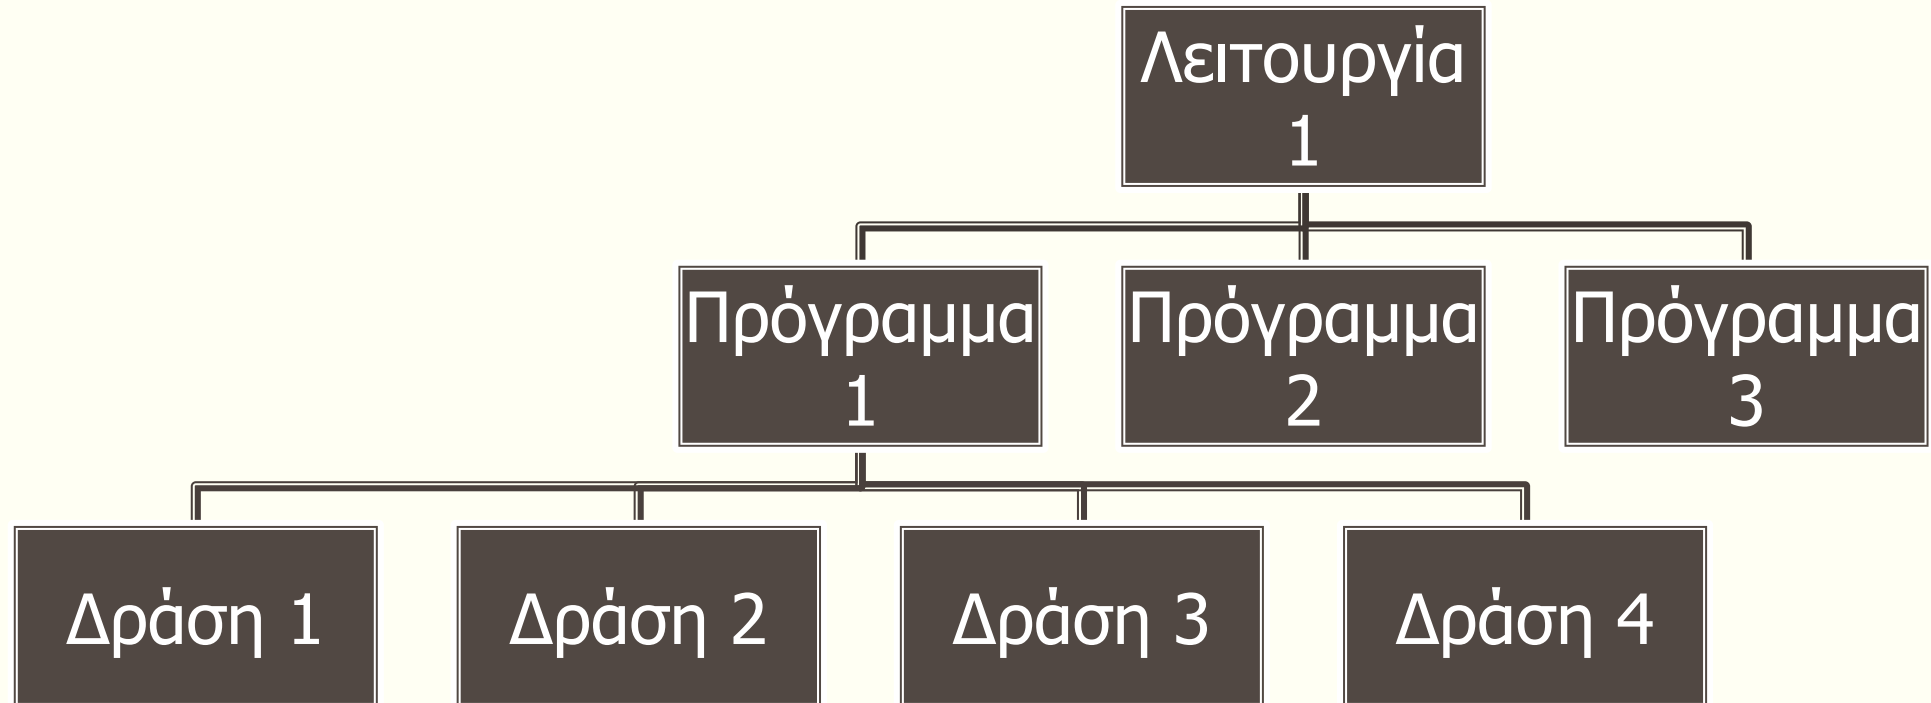 Λειτουργία
1
Πρόγραμμα
1
Πρόγραμμα
2
Πρόγραμμα
3
Δράση 1
Δράση 2
Δράση 3
Δράση 4